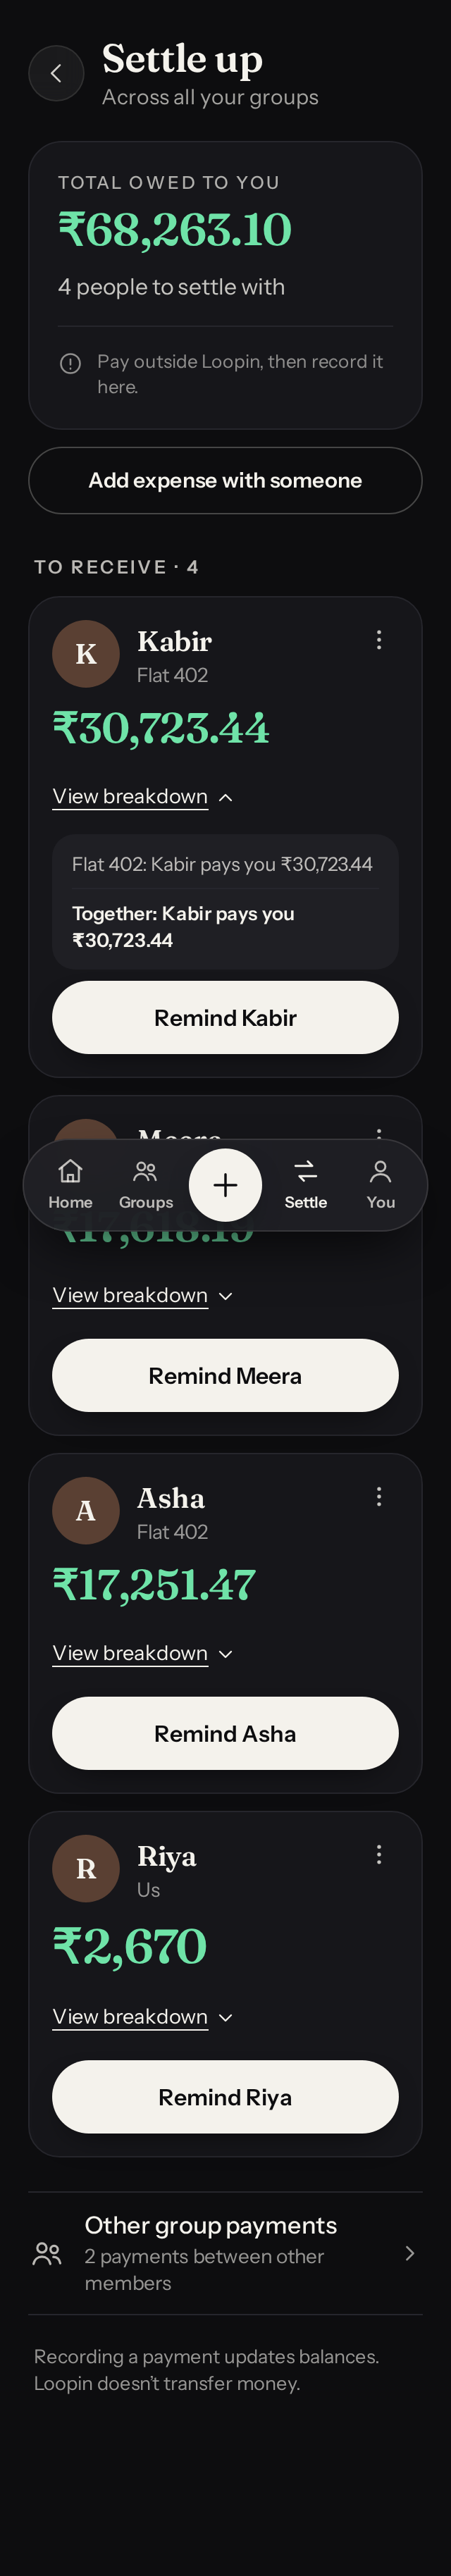 Settle up
Across all your groups
TOTAL OWED TO YOU
₹68,263.10
4 people to settle with
Pay outside Loopin, then record it
here.
Add expense with someone
TO RECEIVE · 4
K
Kabir
Flat 402
₹30,723.44
View breakdown
Flat 402: Kabir pays you ₹30,723.44
Together: Kabir pays you
₹30,723.44
Remind Kabir
Meera
Home
Groups
Settle
You
₹17,618.19
View breakdown
Remind Meera
A
Asha
Flat 402
₹17,251.47
View breakdown
Remind Asha
R
Riya
Us
₹2,670
View breakdown
Remind Riya
Other group payments
2 payments between other
members
Recording a payment updates balances.
Loopin doesn't transfer money.